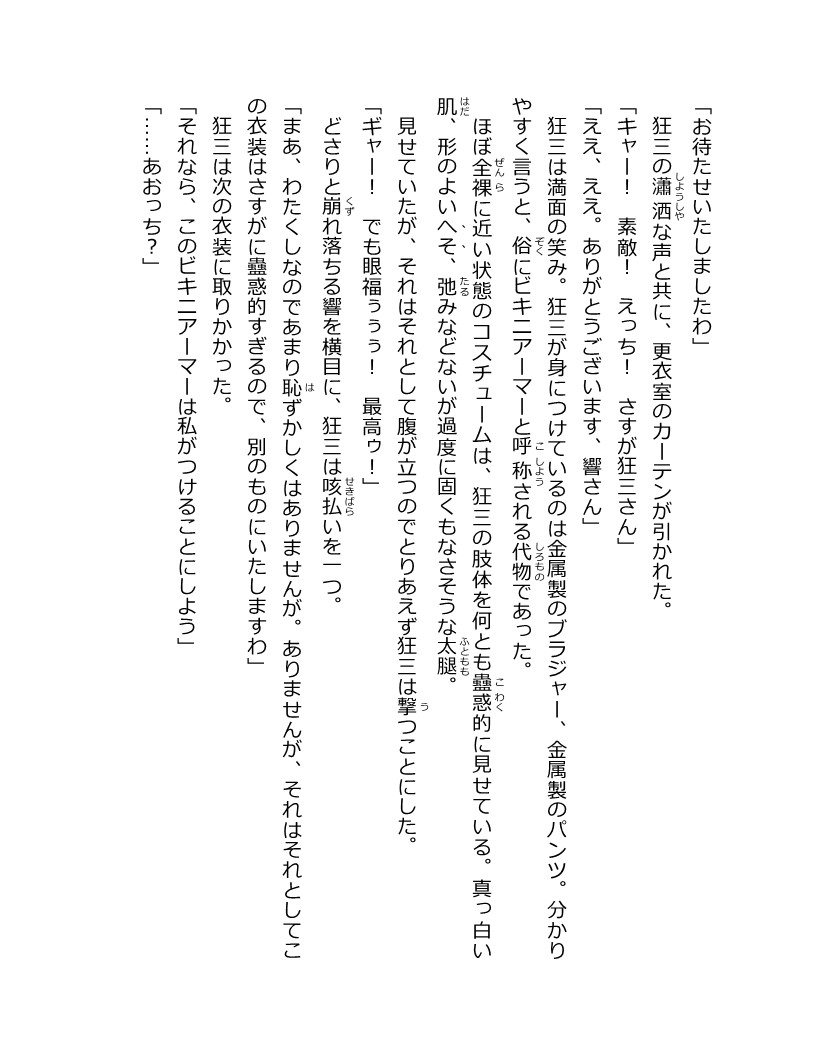 「お待たせいたしましたわ」
　狂三の瀟洒な声と共に、更衣室のカーテンが引かれた。
「キャー！　素敵！　えっち！　さすが狂三さん」
「ええ、ええ。ありがとうございます、響さん」
　狂三は満面の笑み。狂三が身につけているのは金属製のブラジャー、金属製のパンツ。分かり
やすく言うと、俗にビキニアーマーと呼称される代物であった。
　ほぼ全裸に近い状態のコスチュームは、狂三の肢体を何とも蠱惑的に見せている。真っ白い
肌、形のよいへそ、弛みなどないが過度に固くもなさそうな太腿。
　見せていたが、それはそれとして腹が立つのでとりあえず狂三は撃つことにした。
「ギャー！　でも眼福ぅぅぅ！　最高ゥ！」
　どさりと崩れ落ちる響を横目に、狂三は咳払いを一つ。
「まあ、わたくしなのであまり恥ずかしくはありませんが。ありませんが、それはそれとしてこ
の衣装はさすがに蠱惑的すぎるので、別のものにいたしますわ」
　狂三は次の衣装に取りかかった。
「それなら、このビキニアーマーは私がつけることにしよう」
「……あおっち？」